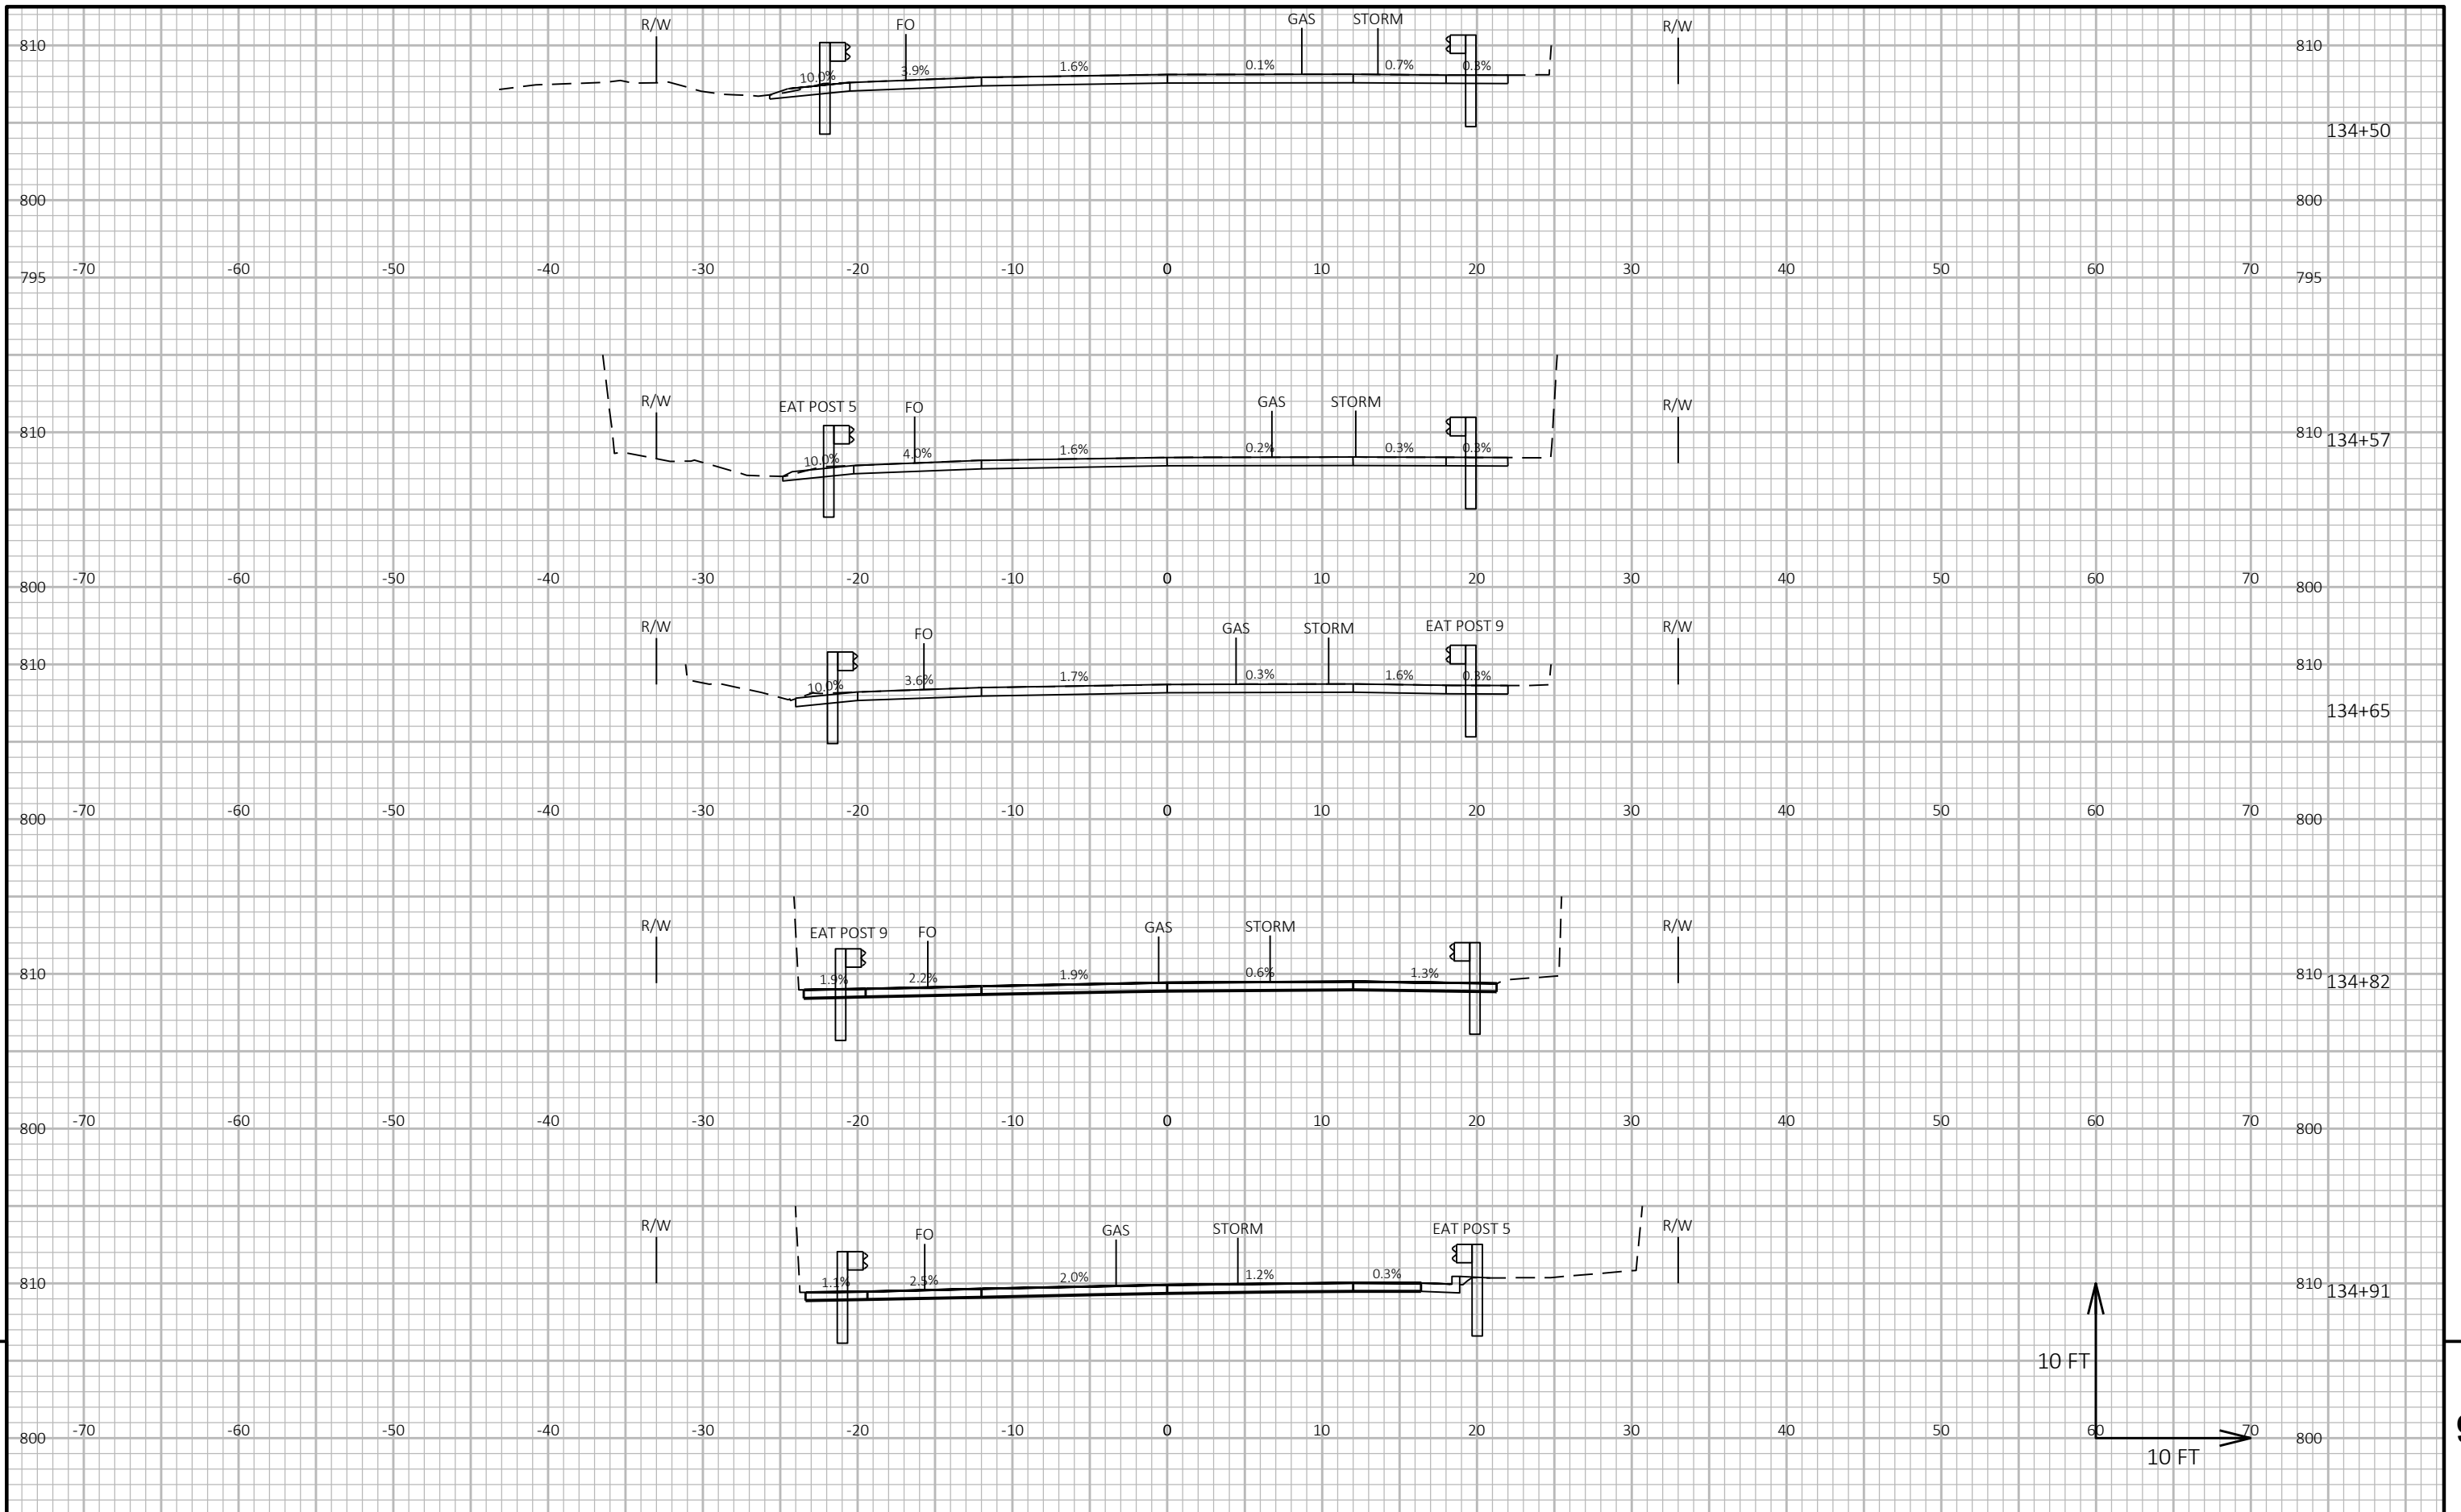 R/W FO GAS STORM R/W
810 10.0% 3.9% 1.6% 0.1% 0.7% 0.3% 810
134+50
800 800
-70 -60 -50 -40 -30 -20 -10 0 10 20 30 40 50 60 70
795 795
R/W EAT POST 5 FO GAS STORM R/W
810 10.0% 4.0% 1.6% 0.2% 0.3% 0.3% 810 134+57
-70 -60 -50 -40 -30 -20 -10 0 10 20 30 40 50 60 70
800 800
R/W FO GAS STORM EAT POST 9 R/W
810 10.0% 3.6% 1.7% 0.3% 1.6% 0.3% 810
134+65
-70 -60 -50 -40 -30 -20 -10 0 10 20 30 40 50 60 70
800 800
R/W EAT POST 9 FO GAS STORM R/W
810 1.9% 2.2% 1.9% 0.6% 1.3% 810 134+82
-70 -60 -50 -40 -30 -20 -10 0 10 20 30 40 50 60 70
800 800
R/W FO GAS STORM EAT POST 5 R/W
810 1.1% 2.5% 2.0% 1.2% 0.3% 810 134+91
10 FT
-70 -60 -50 -40 -30 -20 -10 0 10 20 30 40 50 60 70
800 800
10 FT